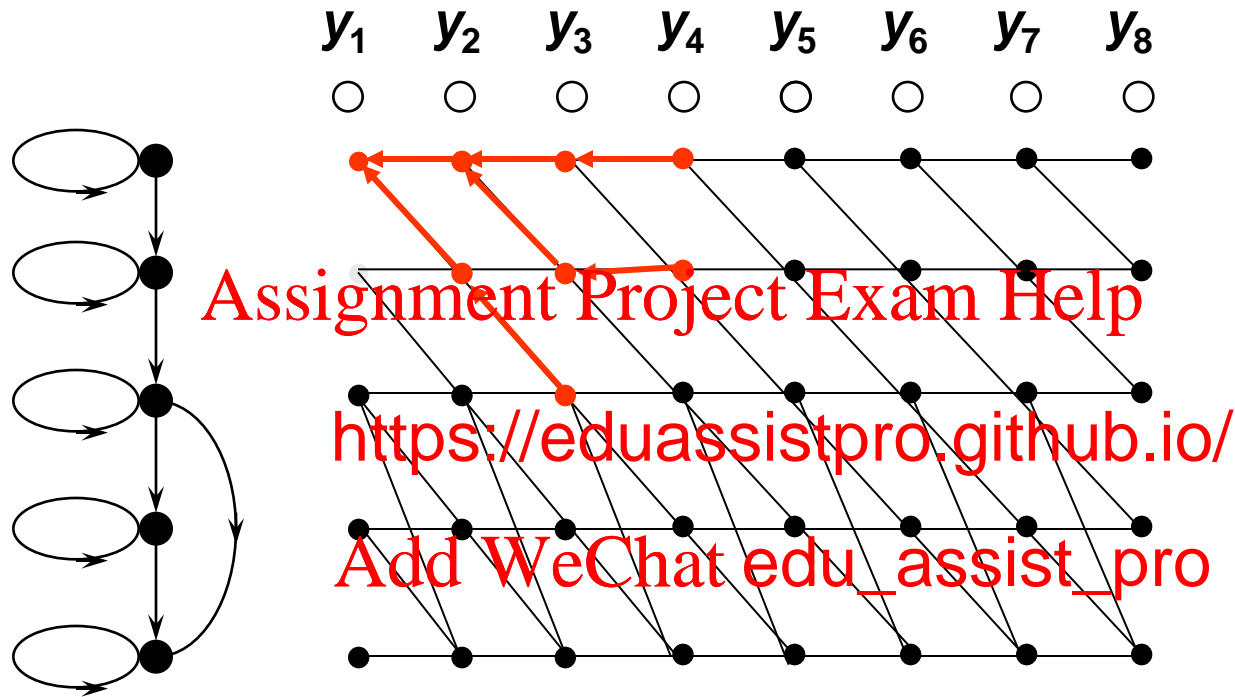 y1 y2 y3 y4 y5 y6 y7 y8
Assignment Project Exam Help
https://eduassistpro.github.io/
Add WeChat edu_assist_pro